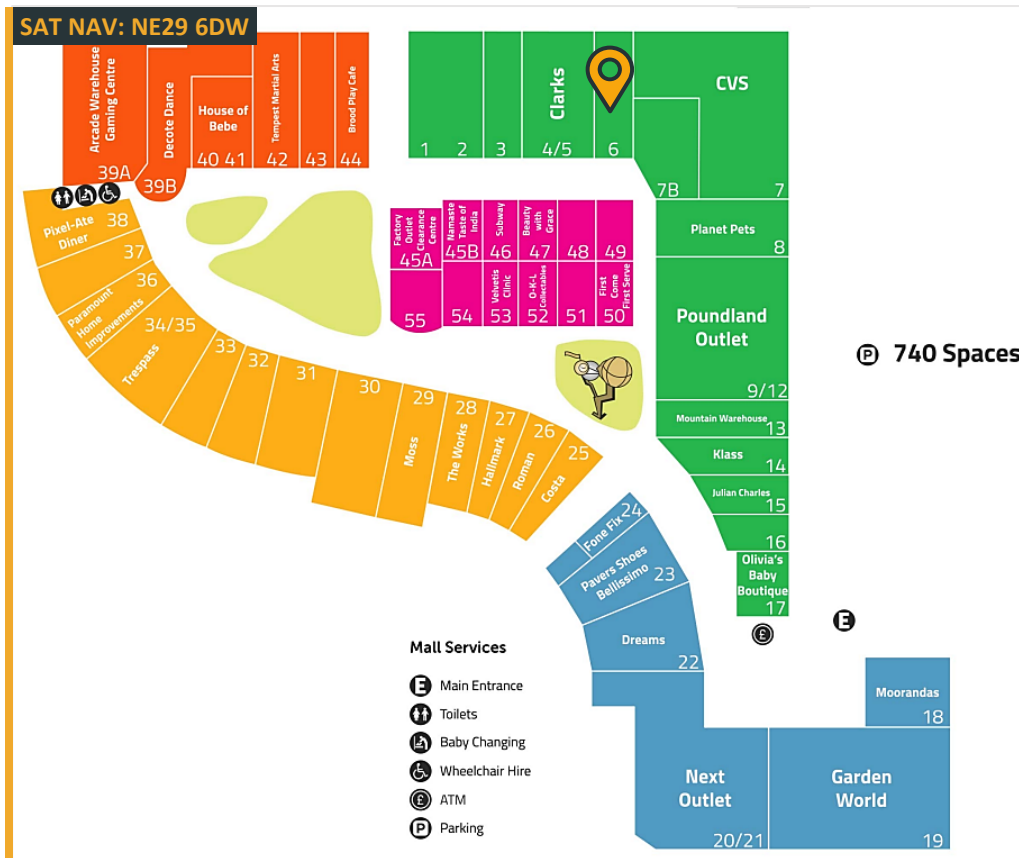 SAT NAV: NE29 6DW
Arcade Warehouse
Gaming Centre
39A
Decote Dance
39B
House of
Bebe
40 41
Tempest Martial Arts
42
43
Brood Play Cafe
44
1
2
3
Clarks
4/5
6
CVS
7B
7
Planet Pets
8
Poundland
Outlet
9/12
Mountain Warehouse
13
Klass
14
Julian Charles
15
16
Olivia's
Baby
Boutique
17
P 740 Spaces
Factory
Outlet
Clearance
Centre
45A
Namaste
Taste of
India
45B
Subway
46
Beauty
with
Grace
47
48
49
55
54
Velvetis
Clinic
53
O-K-L
Collectables
52
51
First
Come
First Serve
50
Pixel-Ate
Diner
38
37
36
Paramount
Home
Improvements
34/35
Trespass
33
32
31
30
29
Moss
28
The Works
27
Hallmark
26
Roman
25
Costa
Fone Fix
24
Pavers Shoes
Bellissimo
23
Dreams
22
£
E
Moorandas
18
Next
Outlet
20/21
Garden
World
19
Mall Services
E Main Entrance
Toilets
Baby Changing
Wheelchair Hire
£ ATM
P Parking